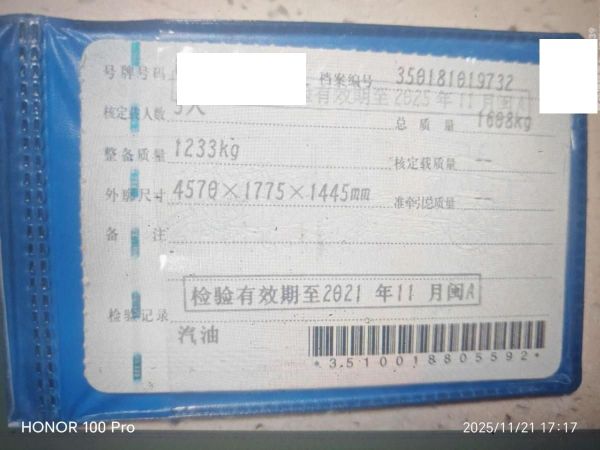 号牌号码
档案编号 350181019732
有效期至2025年11月闽A
核定载人数 5人
总质量 1608kg
整备质量 1233kg
核定载质量 --
外廓尺寸 4570×1775×1445mm
准牵引总质量 --
备注
检验有效期至2021年11月闽A
检验记录
汽油
*3510018805592*
HONOR 100 Pro
2025/11/21 17:17